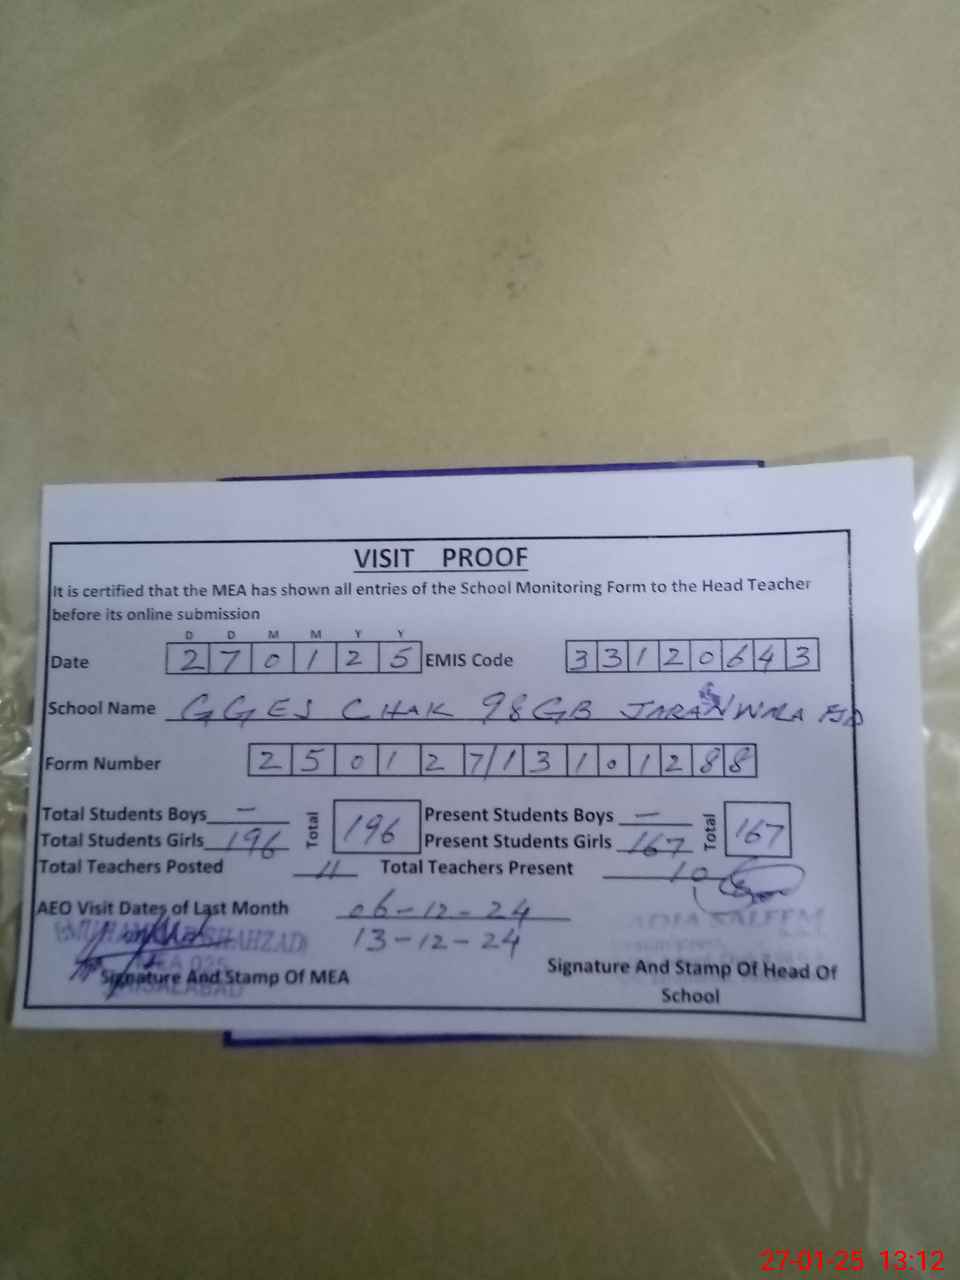 VISIT PROOF
It is certified that the MEA has shown all entries of the School Monitoring Form to the Head Teacher
before its online submission
D D M M Y Y
Date 2 7 0 1 2 5 EMIS Code 3 3 1 2 0 6 4 3
School Name GGES CHAK 98GB JARANWALA FSD
Form Number 2 5 0 1 2 7/1 3 1 0 1 2 8 8
Total Students Boys — Total 196 Present Students Boys — Total 167
Total Students Girls 196 Present Students Girls 167
Total Teachers Posted 11 Total Teachers Present 10
AEO Visit Dates of Last Month 06-12-24
13-12-24
SHAHZAD
FAISALABAD
Signature And Stamp Of MEA
SALEEM
Signature And Stamp Of Head Of
School
27-01-25 13:12